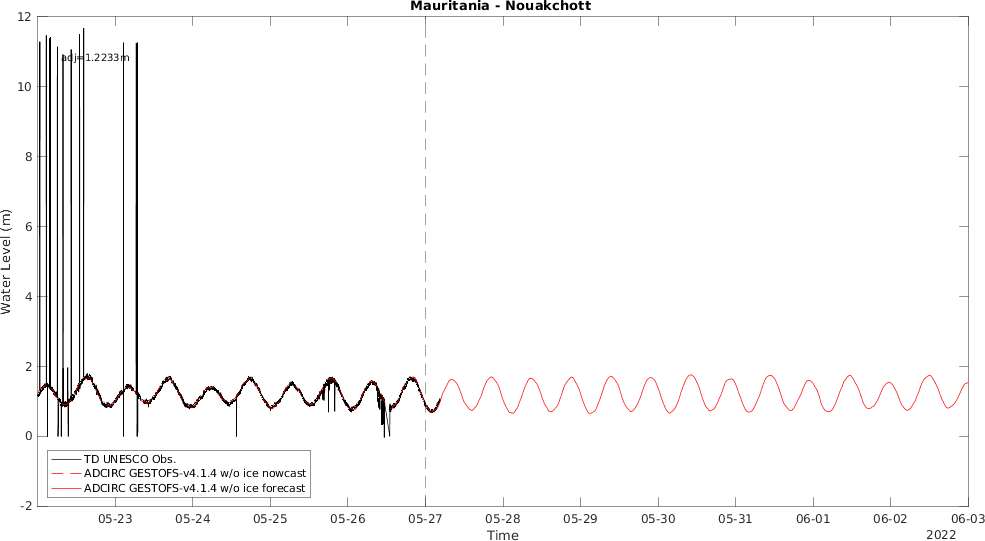 Mauritania - Nouakchott
12
10
8
6
4
2
0
-2
Water Level (m)
adj=1.2233m
TD UNESCO Obs.
ADCIRC GESTOFS-v4.1.4 w/o ice nowcast
ADCIRC GESTOFS-v4.1.4 w/o ice forecast
05-23 05-24 05-25 05-26 05-27 05-28 05-29 05-30 05-31 06-01 06-02 06-03
Time
2022